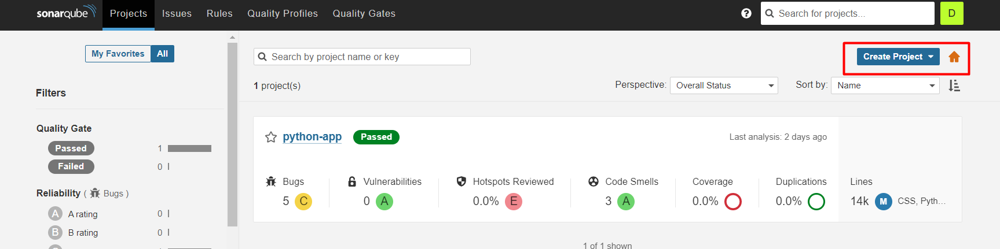 sonarqube Projects Issues Rules Quality Profiles Quality Gates ? Search for projects... D
My Favorites All
Search by project name or key
Create Project
1 project(s)
Perspective: Overall Status Sort by: Name
Filters
Quality Gate
Passed 1
Failed 0
Reliability ( Bugs )
A A rating 0
B B rating 0
python-app Passed Last analysis: 2 days ago
Bugs Vulnerabilities Hotspots Reviewed Code Smells Coverage Duplications Lines
5 C 0 A 0.0% E 3 A 0.0% 0.0% 14k M CSS, Pyth...
1 of 1 shown